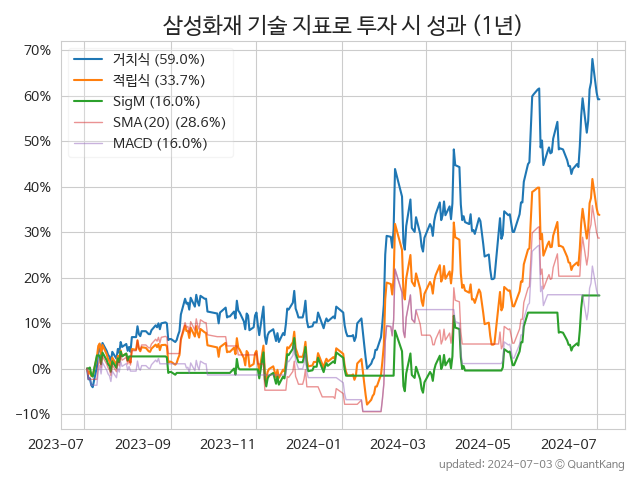 삼성화재 기술 지표로 투자 시 성과 (1년)
거치식 (59.0%)
적립식 (33.7%)
SigM (16.0%)
SMA(20) (28.6%)
MACD (16.0%)
70%
60%
50%
40%
30%
20%
10%
0%
−10%
2023-07 2023-09 2023-11 2024-01 2024-03 2024-05 2024-07
updated: 2024-07-03 ⓒ QuantKang